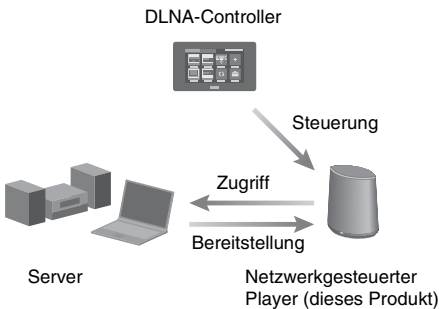 DLNA-Controller
Steuerung
Zugriff
Bereitstellung
Server
Netzwerkgesteuerter
Player (dieses Produkt)